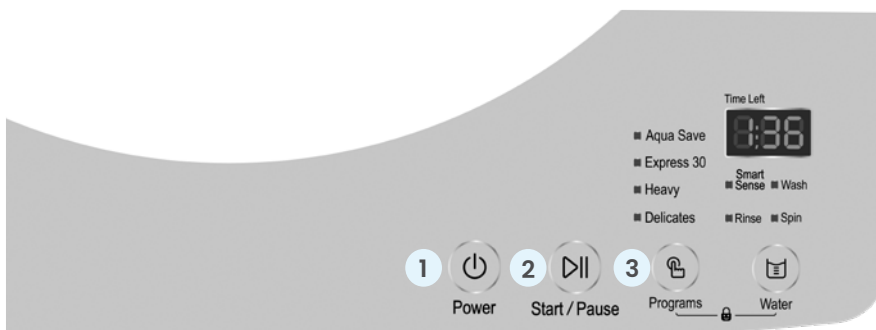 Time Left
1:36
Aqua Save
Express 30
Heavy
Delicates
Smart
Sense Wash
Rinse Spin
1 2 3
Power Start / Pause Programs Water